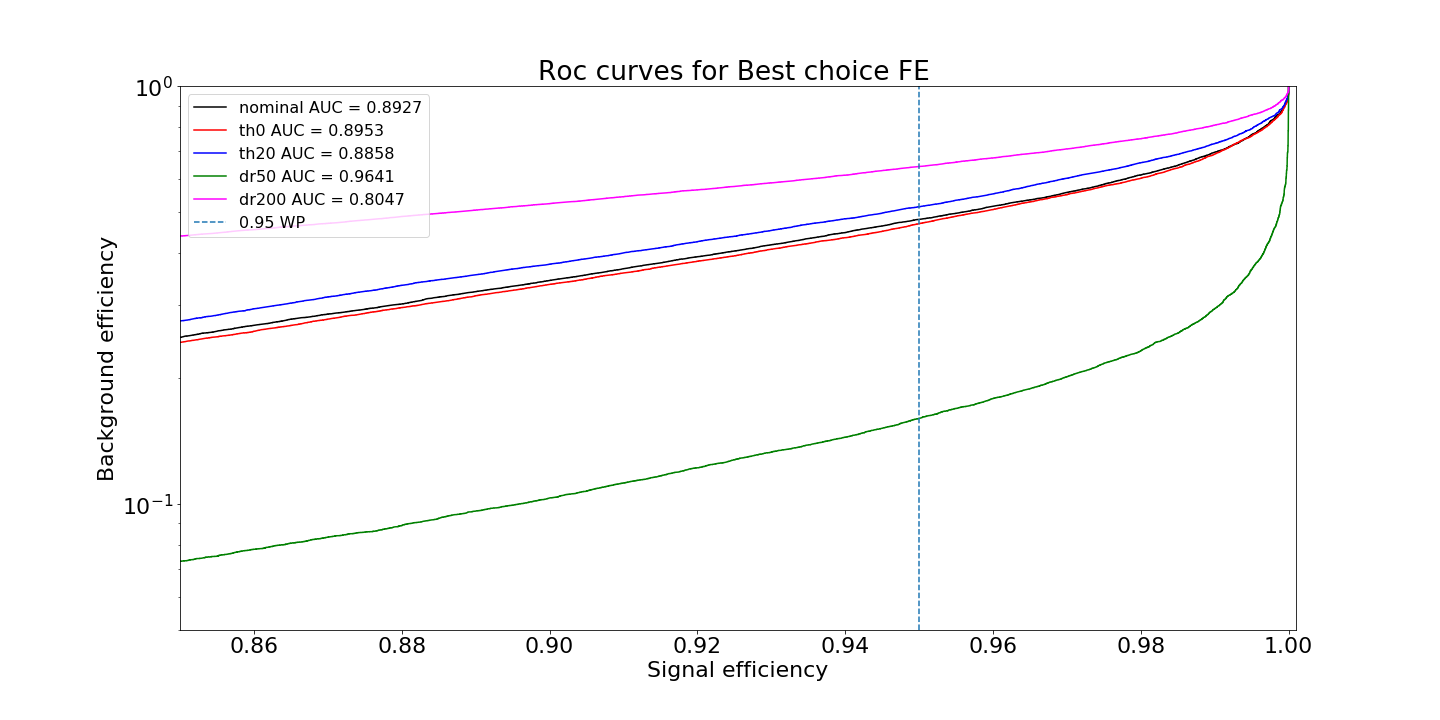 Roc curves for Best choice FE
10⁰
nominal AUC = 0.8927
th0 AUC = 0.8953
th20 AUC = 0.8858
dr50 AUC = 0.9641
dr200 AUC = 0.8047
0.95 WP
Background efficiency
10⁻¹
0.86 0.88 0.90 0.92 0.94 0.96 0.98 1.00
Signal efficiency